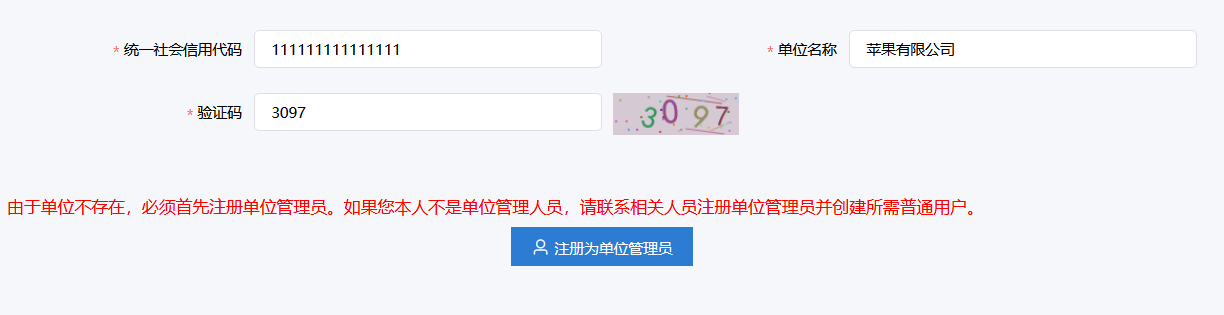 * 统一社会信用代码 111111111111111 * 单位名称 苹果有限公司
* 验证码 3097 3097
由于单位不存在，必须首先注册单位管理员。如果您本人不是单位管理人员，请联系相关人员注册单位管理员并创建所需普通用户。
注册为单位管理员